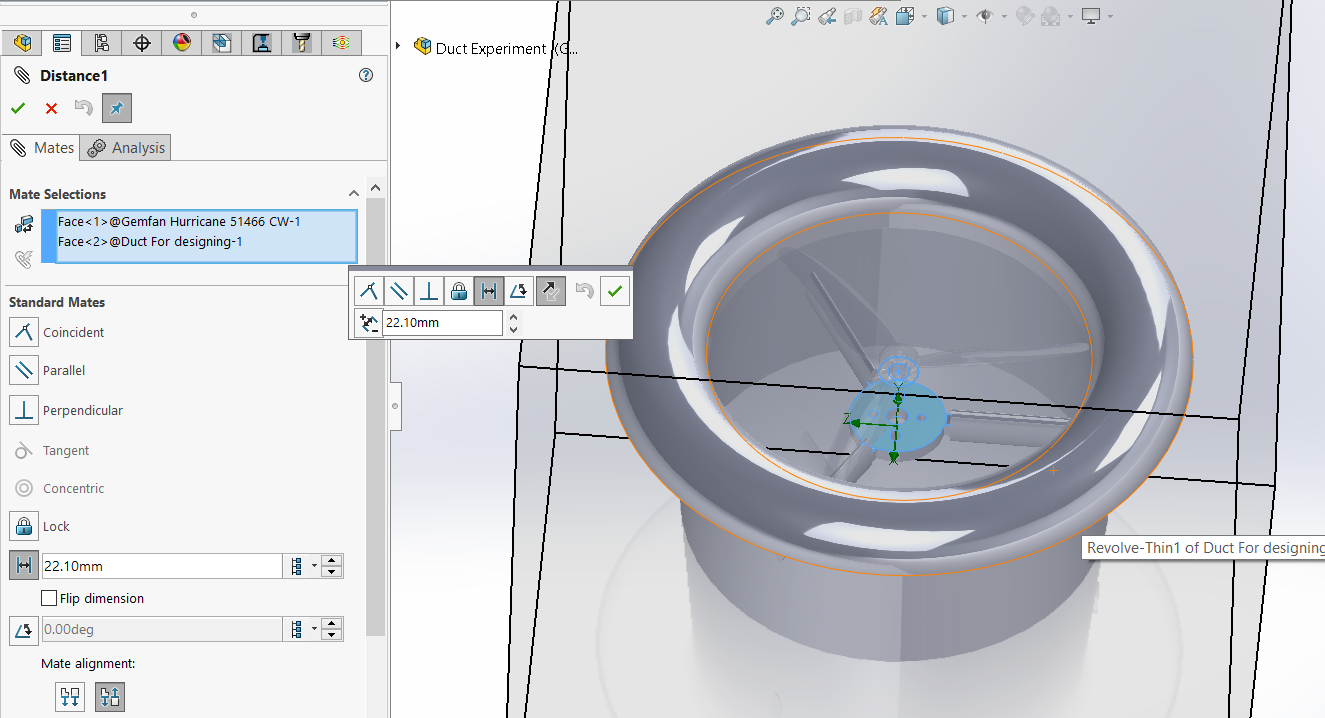 Duct Experiment (G...
Distance1
Mates
Analysis
Mate Selections
Face<1>@Gemfan Hurricane 51466 CW-1
Face<2>@Duct For designing-1
22.10mm
Standard Mates
Coincident
Parallel
Perpendicular
Tangent
Concentric
Lock
22.10mm
Flip dimension
0.00deg
Mate alignment:
Y
Z
X
Revolve-Thin1 of Duct For designing